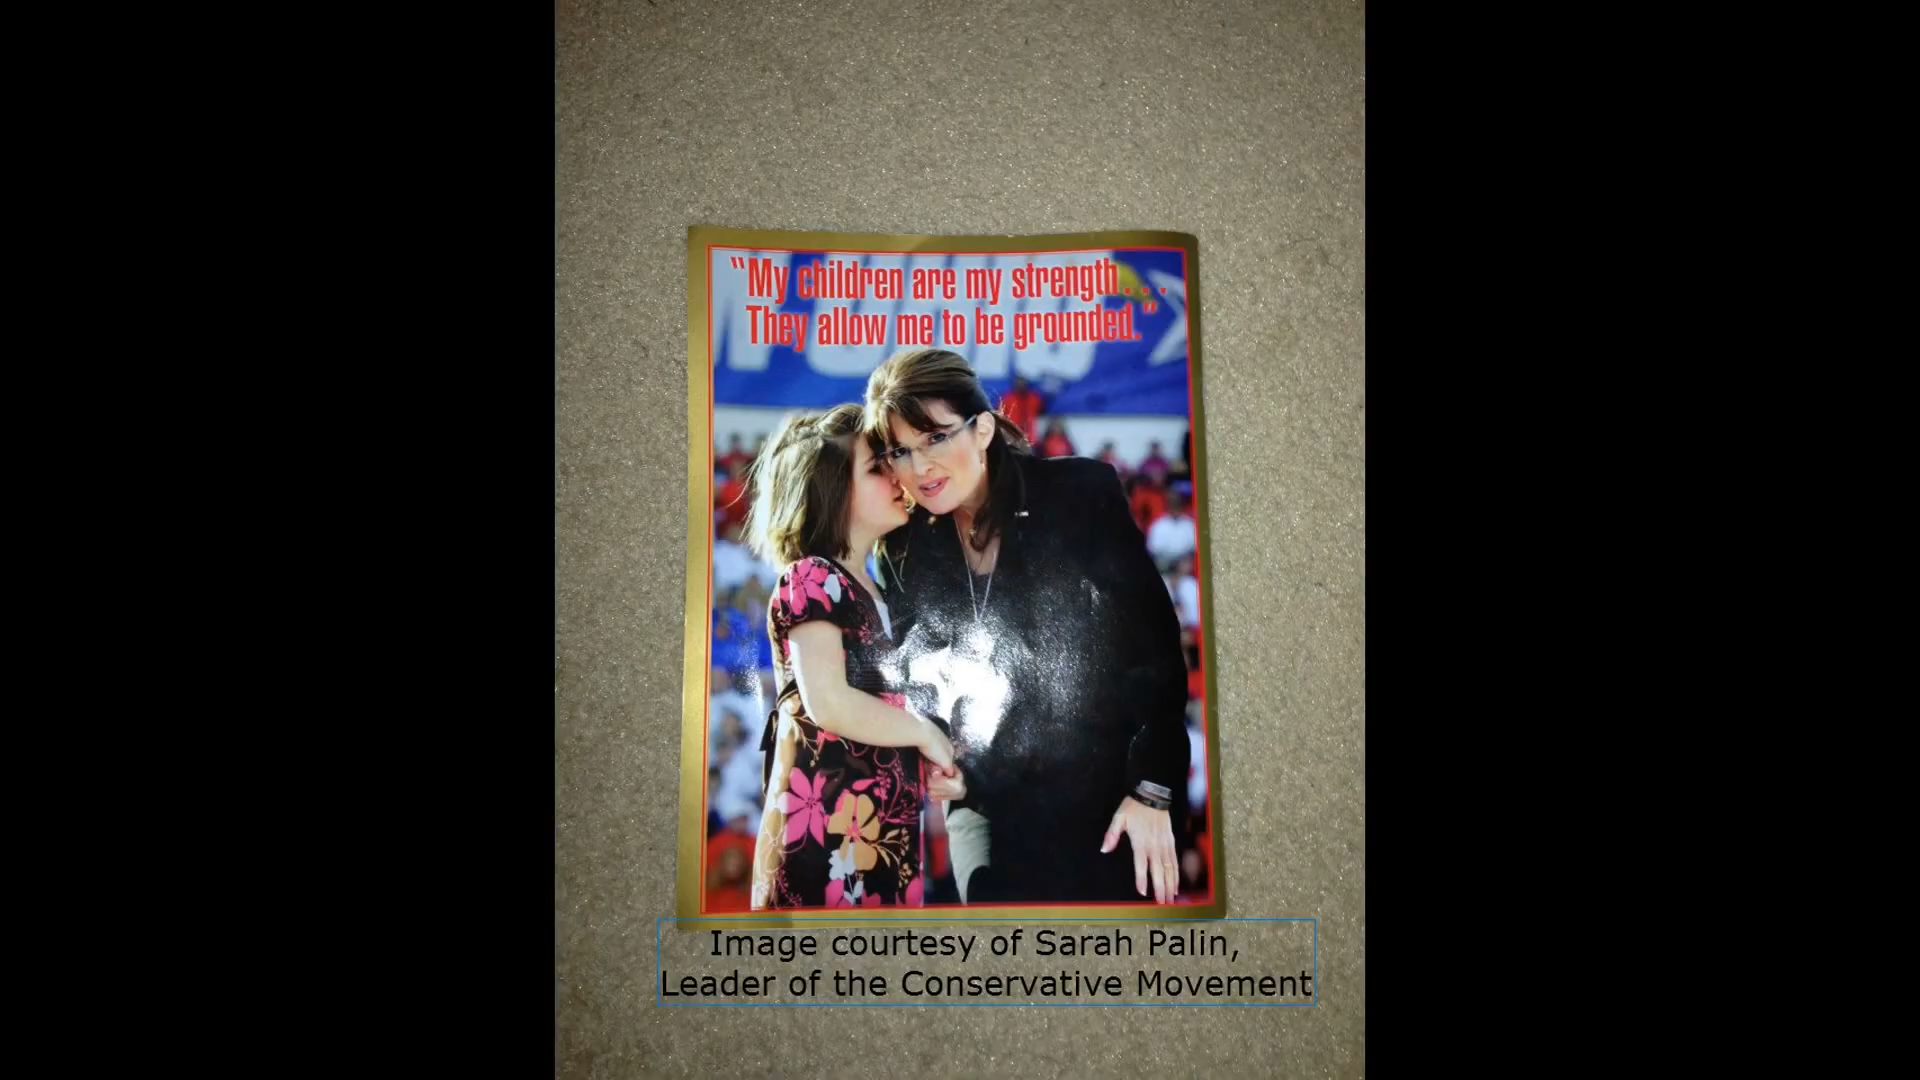 "My children are my strength. . .
They allow me to be grounded."
Image courtesy of Sarah Palin,
Leader of the Conservative Movement